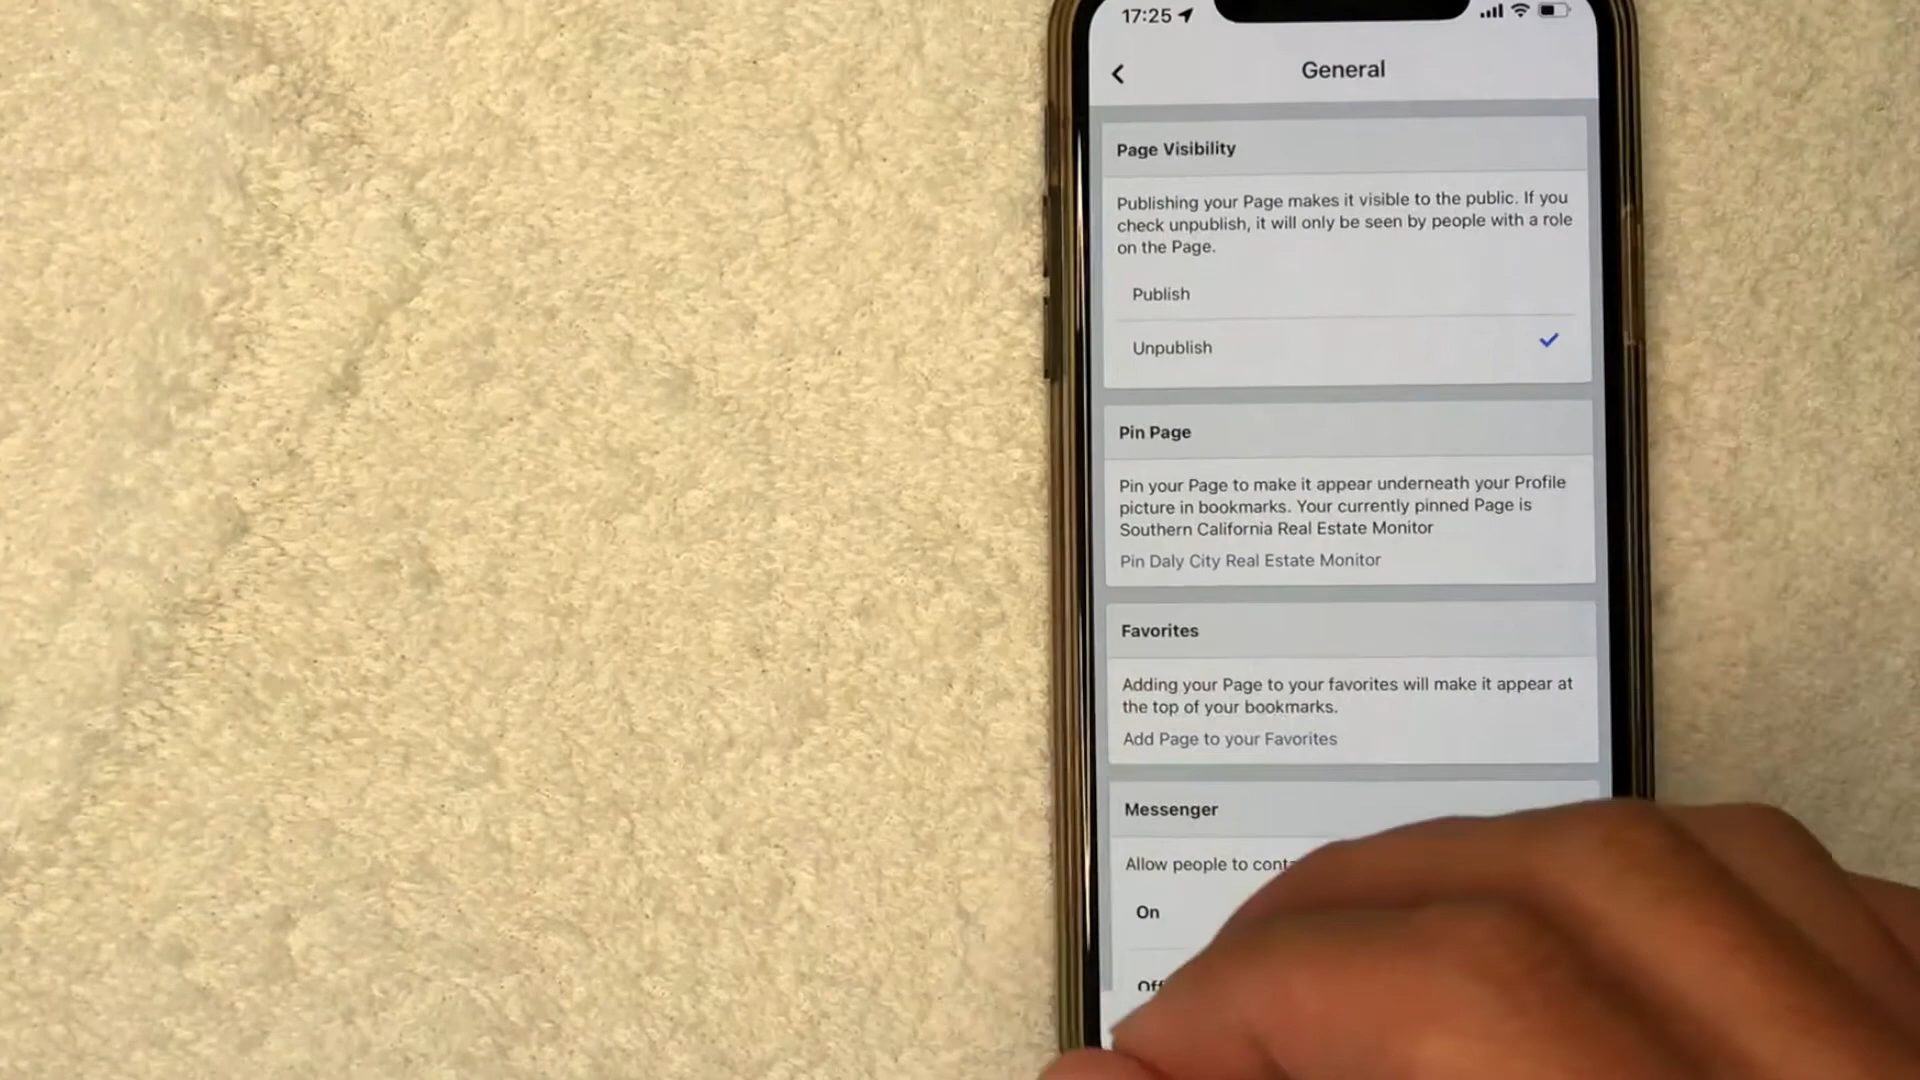 17:25
General
Page Visibility
Publishing your Page makes it visible to the public. If you
check unpublish, it will only be seen by people with a role
on the Page.
Publish
Unpublish
Pin Page
Pin your Page to make it appear underneath your Profile
picture in bookmarks. Your currently pinned Page is
Southern California Real Estate Monitor
Pin Daly City Real Estate Monitor
Favorites
Adding your Page to your favorites will make it appear at
the top of your bookmarks.
Add Page to your Favorites
Messenger
Allow people to
On
Off